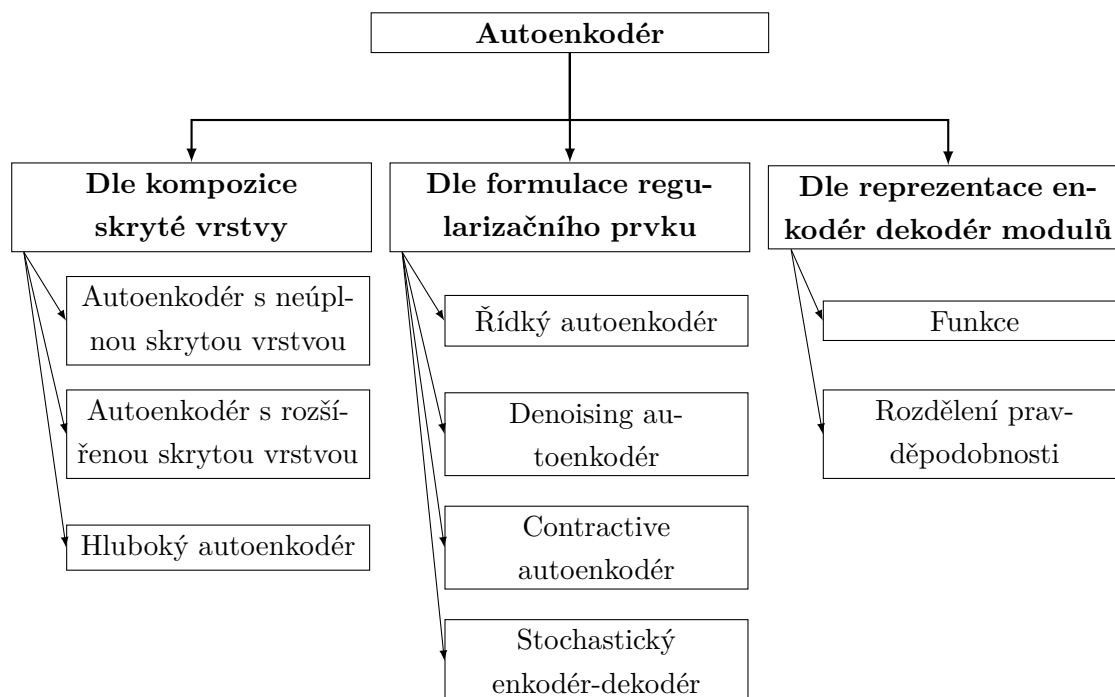 Autoenkodér
Dle kompozice
skryté vrstvy
Autoenkodér s neúpl-
nou skrytou vrstvou
Autoenkodér s rozší-
řenou skrytou vrstvou
Hluboký autoenkodér
Dle formulace regu-
larizačního prvku
Řídký autoenkodér
Denoising au-
toenkodér
Contractive
autoenkodér
Stochastický
enkodér-dekodér
Dle reprezentace en-
kodér dekodér modulů
Funkce
Rozdělení prav-
děpodobnosti